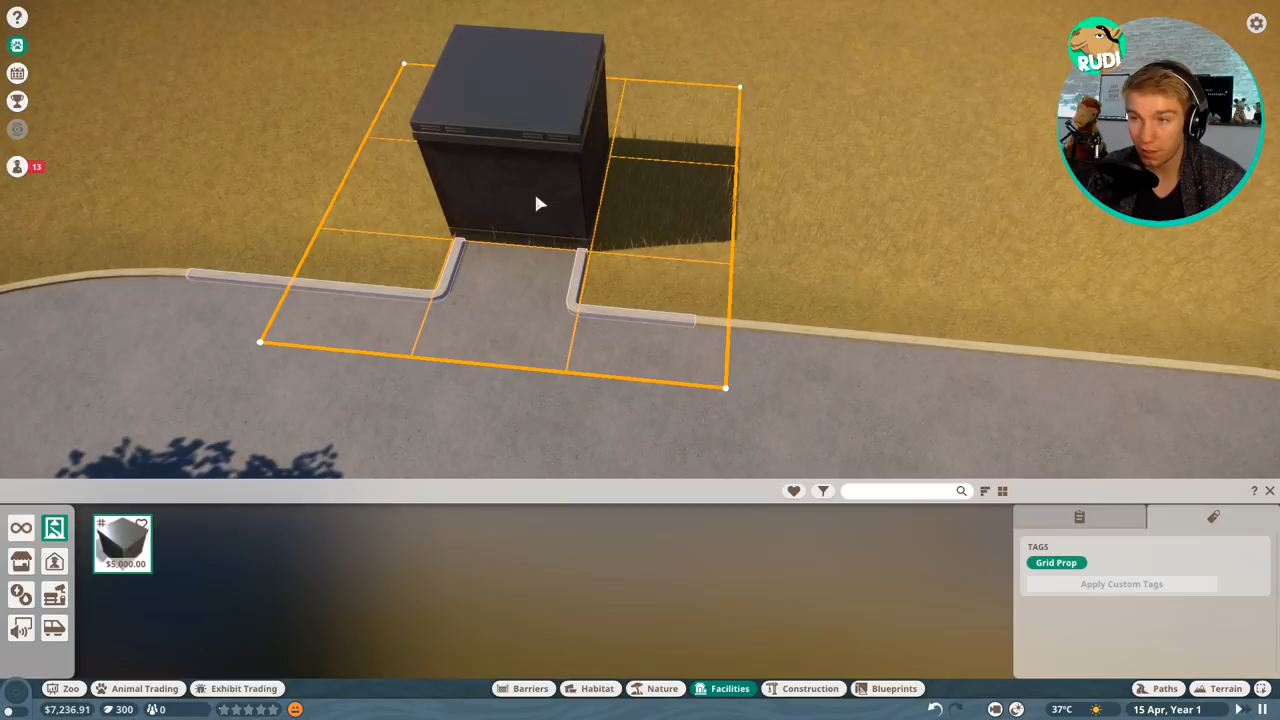 ?
RUDI
13
? ×
$5,000.00
TAGS
Grid Prop
Apply Custom Tags
Zoo
Animal Trading
Exhibit Trading
Barriers
Habitat
Nature
Facilities
Construction
Blueprints
Paths
Terrain
$7,236.91
300
0
37°C
15 Apr, Year 1